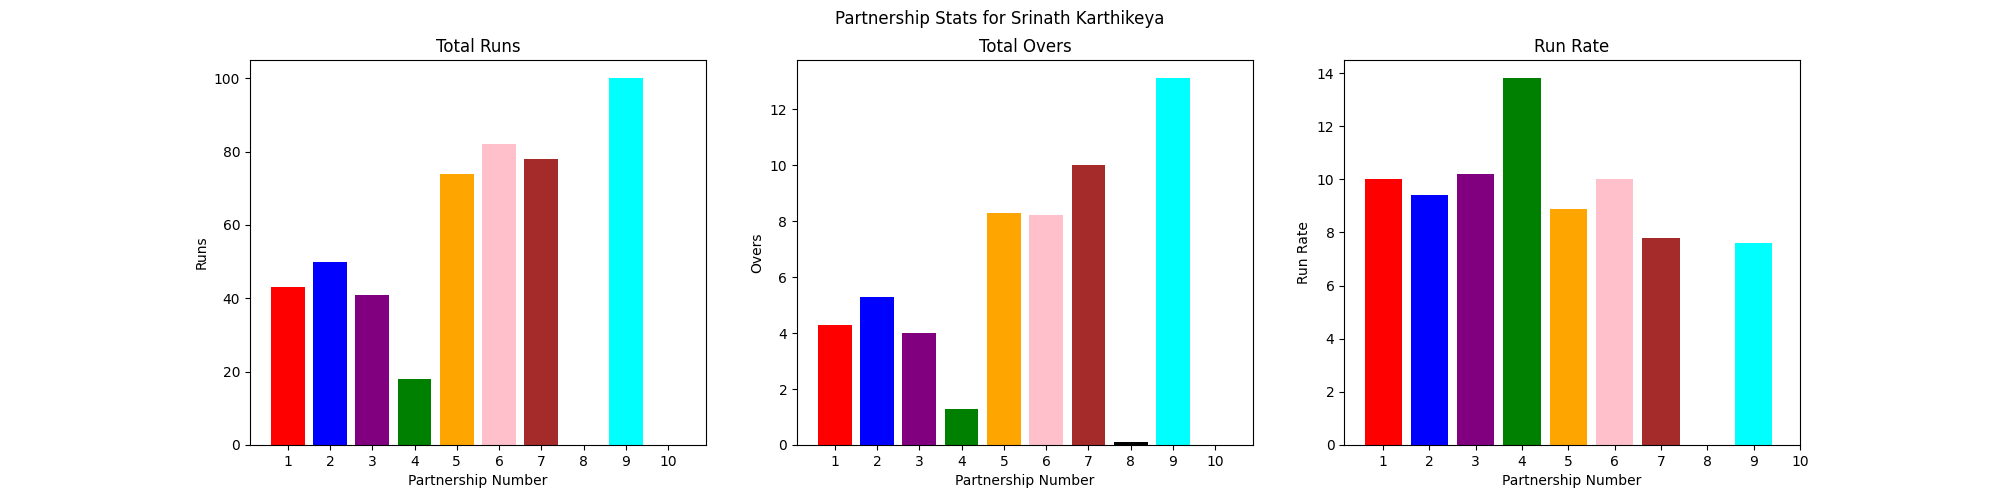 Partnership Stats for Srinath Karthikeya
Total Runs
Total Overs
Run Rate
100
80
60
40
20
0
Runs
1 2 3 4 5 6 7 8 9 10
Partnership Number
12
10
8
6
4
2
0
Overs
1 2 3 4 5 6 7 8 9 10
Partnership Number
14
12
10
8
6
4
2
0
Run Rate
1 2 3 4 5 6 7 8 9 10
Partnership Number